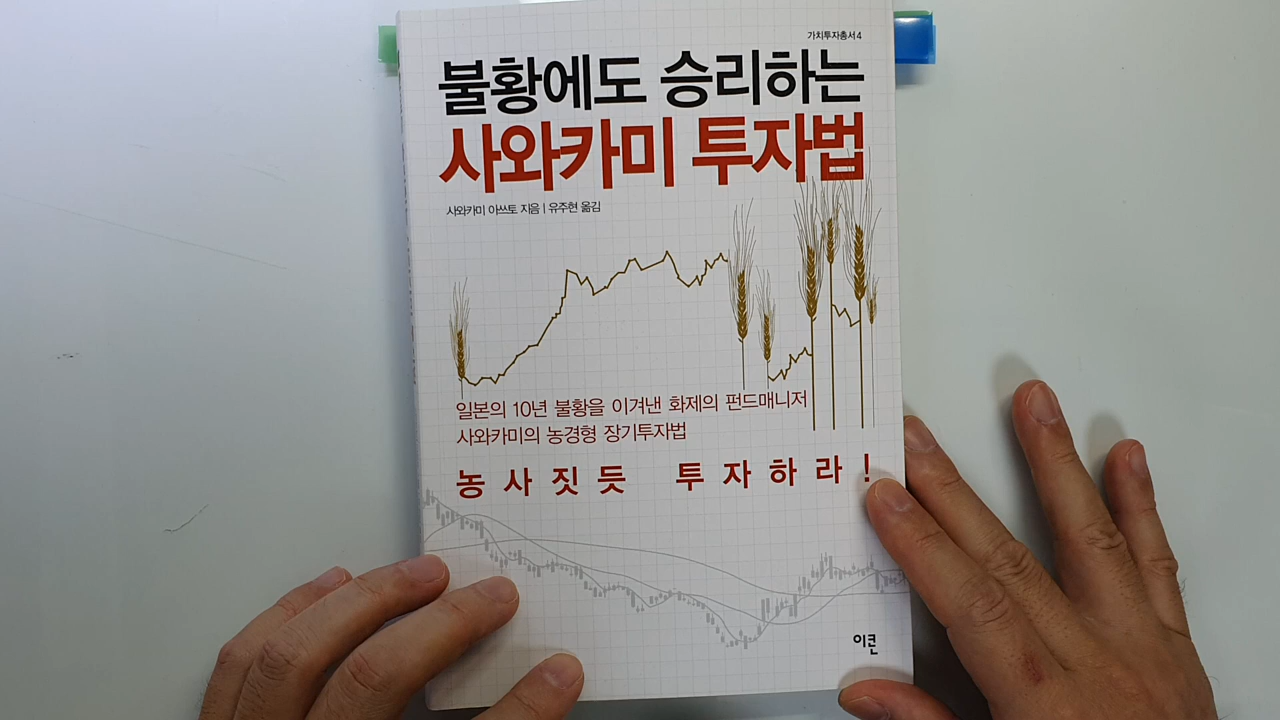 가치투자총서 4
불황에도 승리하는
사와카미 투자법
사와카미 아쓰토 지음 | 유주현 옮김
일본의 10년 불황을 이겨낸 화제의 펀드매니저
사와카미의 농경형 장기투자법
농사짓듯 투자하라!
이콘